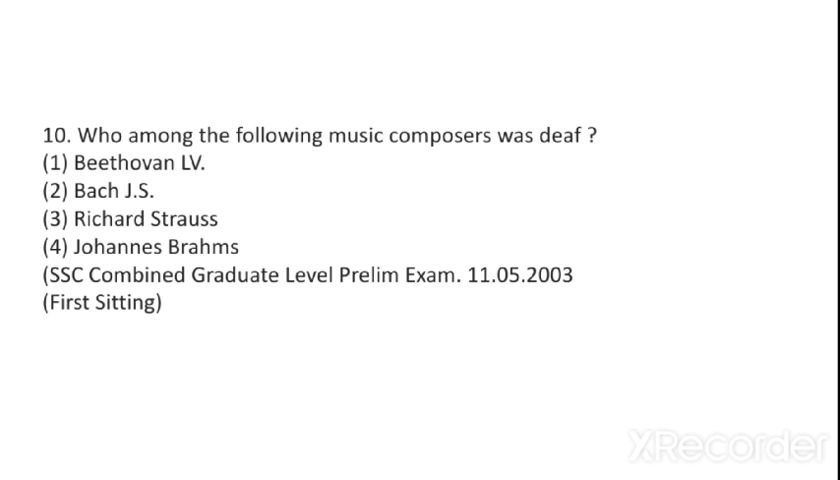 10. Who among the following music composers was deaf ?
(1) Beethovan LV.
(2) Bach J.S.
(3) Richard Strauss
(4) Johannes Brahms
(SSC Combined Graduate Level Prelim Exam. 11.05.2003
(First Sitting)
XRecorder